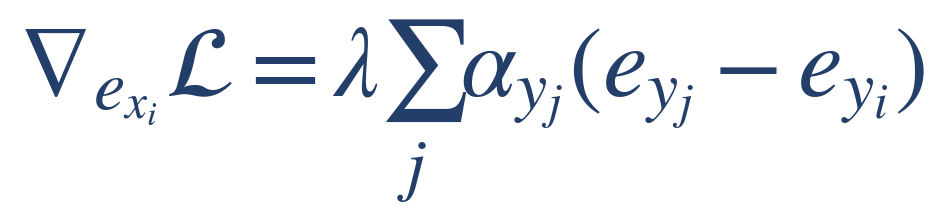 ∇_{e_{x_i}} ℒ = λ ∑_j α_{y_j} (e_{y_j} − e_{y_i})